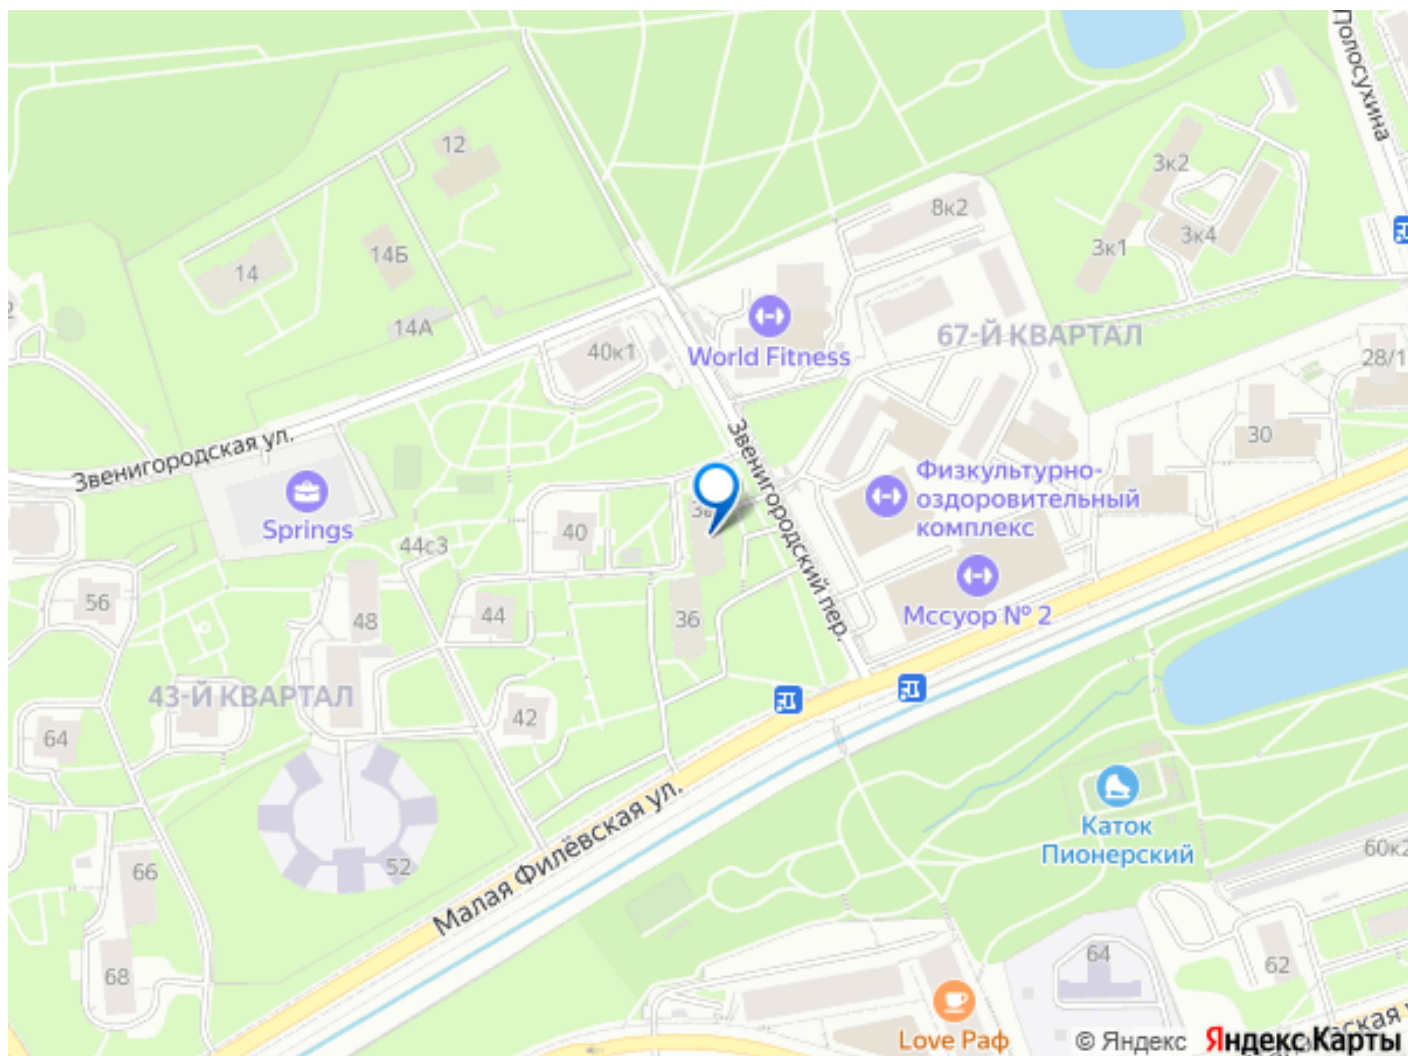 Полосухина
12
3к2
8к2
14Б
14
3к1
3к4
14А
67-Й КВАРТАЛ
40к1
World Fitness
28/1
30
Звенигородская ул.
Звенигородский пер.
Физкультурно-
оздоровительный
комплекс
Springs
40
44с3
56
48
44
36
Мссуор № 2
43-Й КВАРТАЛ
42
64
Малая Филёвская ул.
Каток
Пионерский
60к2
66
52
68
64
62
Love Раф
© Яндекс Яндекс Карты